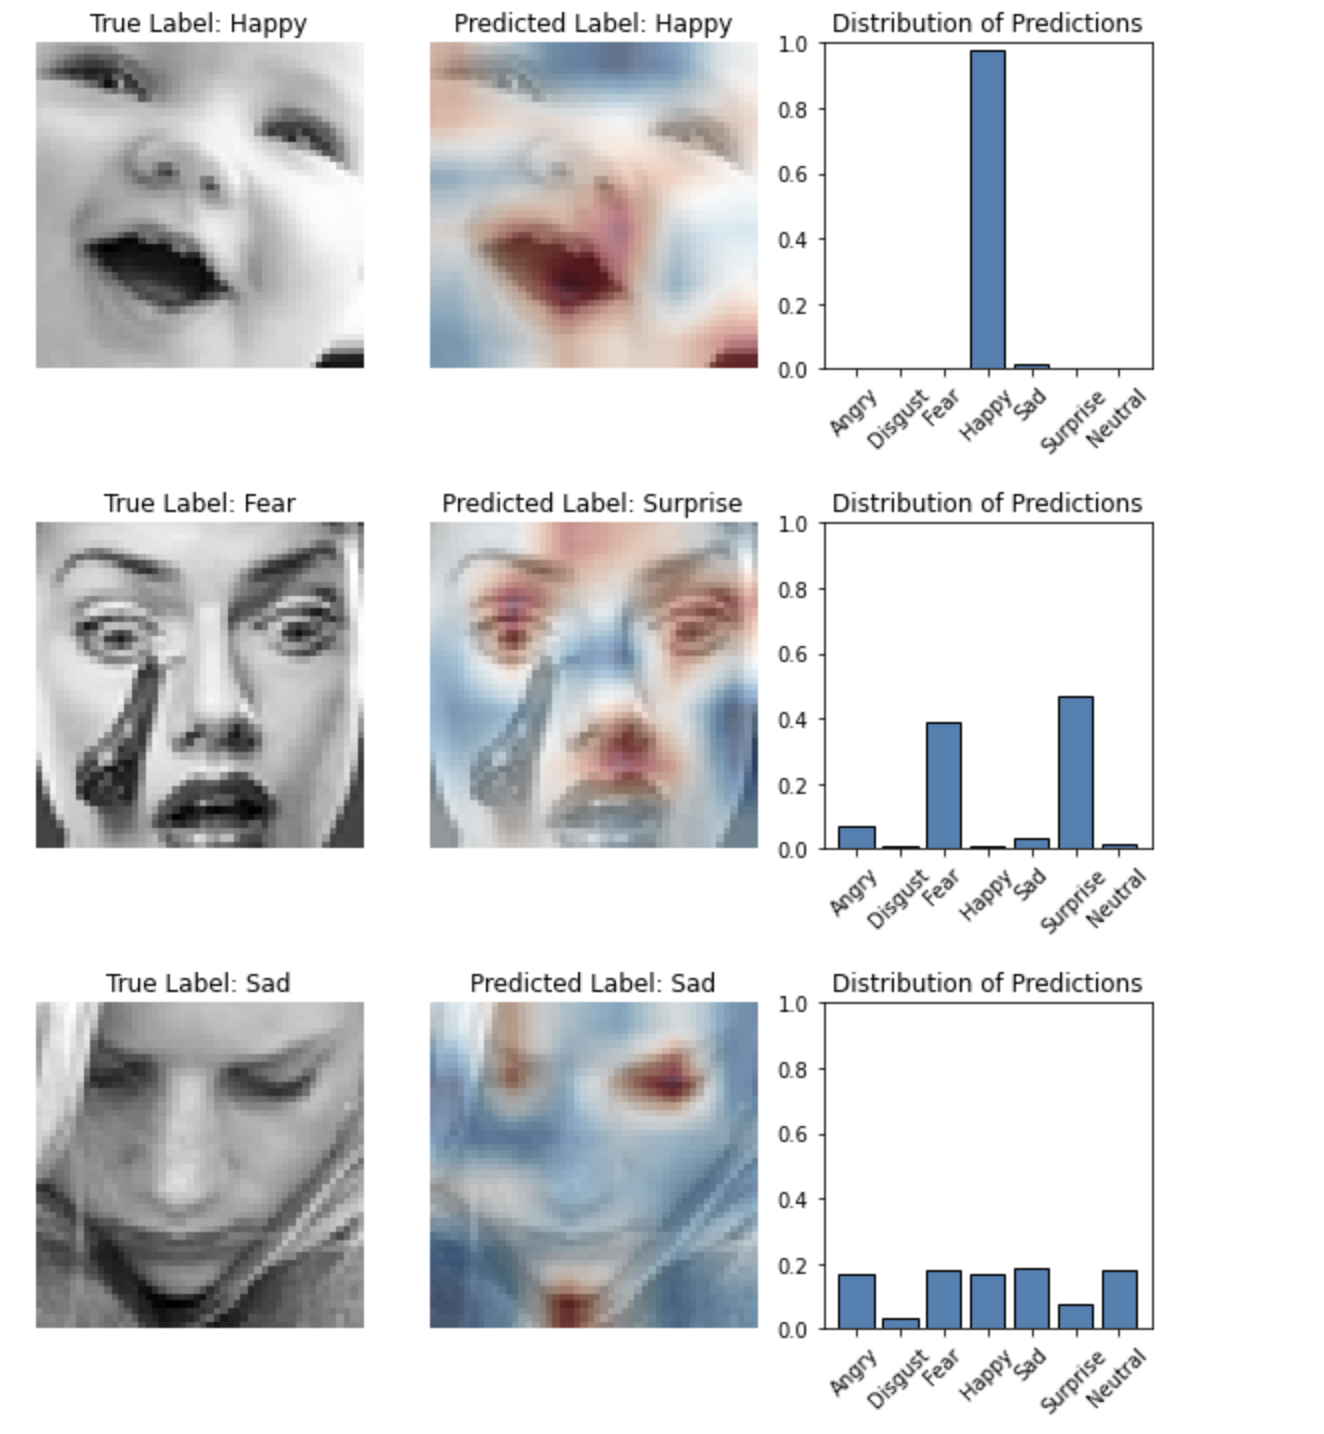 True Label: Happy
Predicted Label: Happy
Distribution of Predictions
1.0
0.8
0.6
0.4
0.2
0.0
Angry
Disgust
Fear
Happy
Sad
Surprise
Neutral
True Label: Fear
Predicted Label: Surprise
Distribution of Predictions
1.0
0.8
0.6
0.4
0.2
0.0
Angry
Disgust
Fear
Happy
Sad
Surprise
Neutral
True Label: Sad
Predicted Label: Sad
Distribution of Predictions
1.0
0.8
0.6
0.4
0.2
0.0
Angry
Disgust
Fear
Happy
Sad
Surprise
Neutral